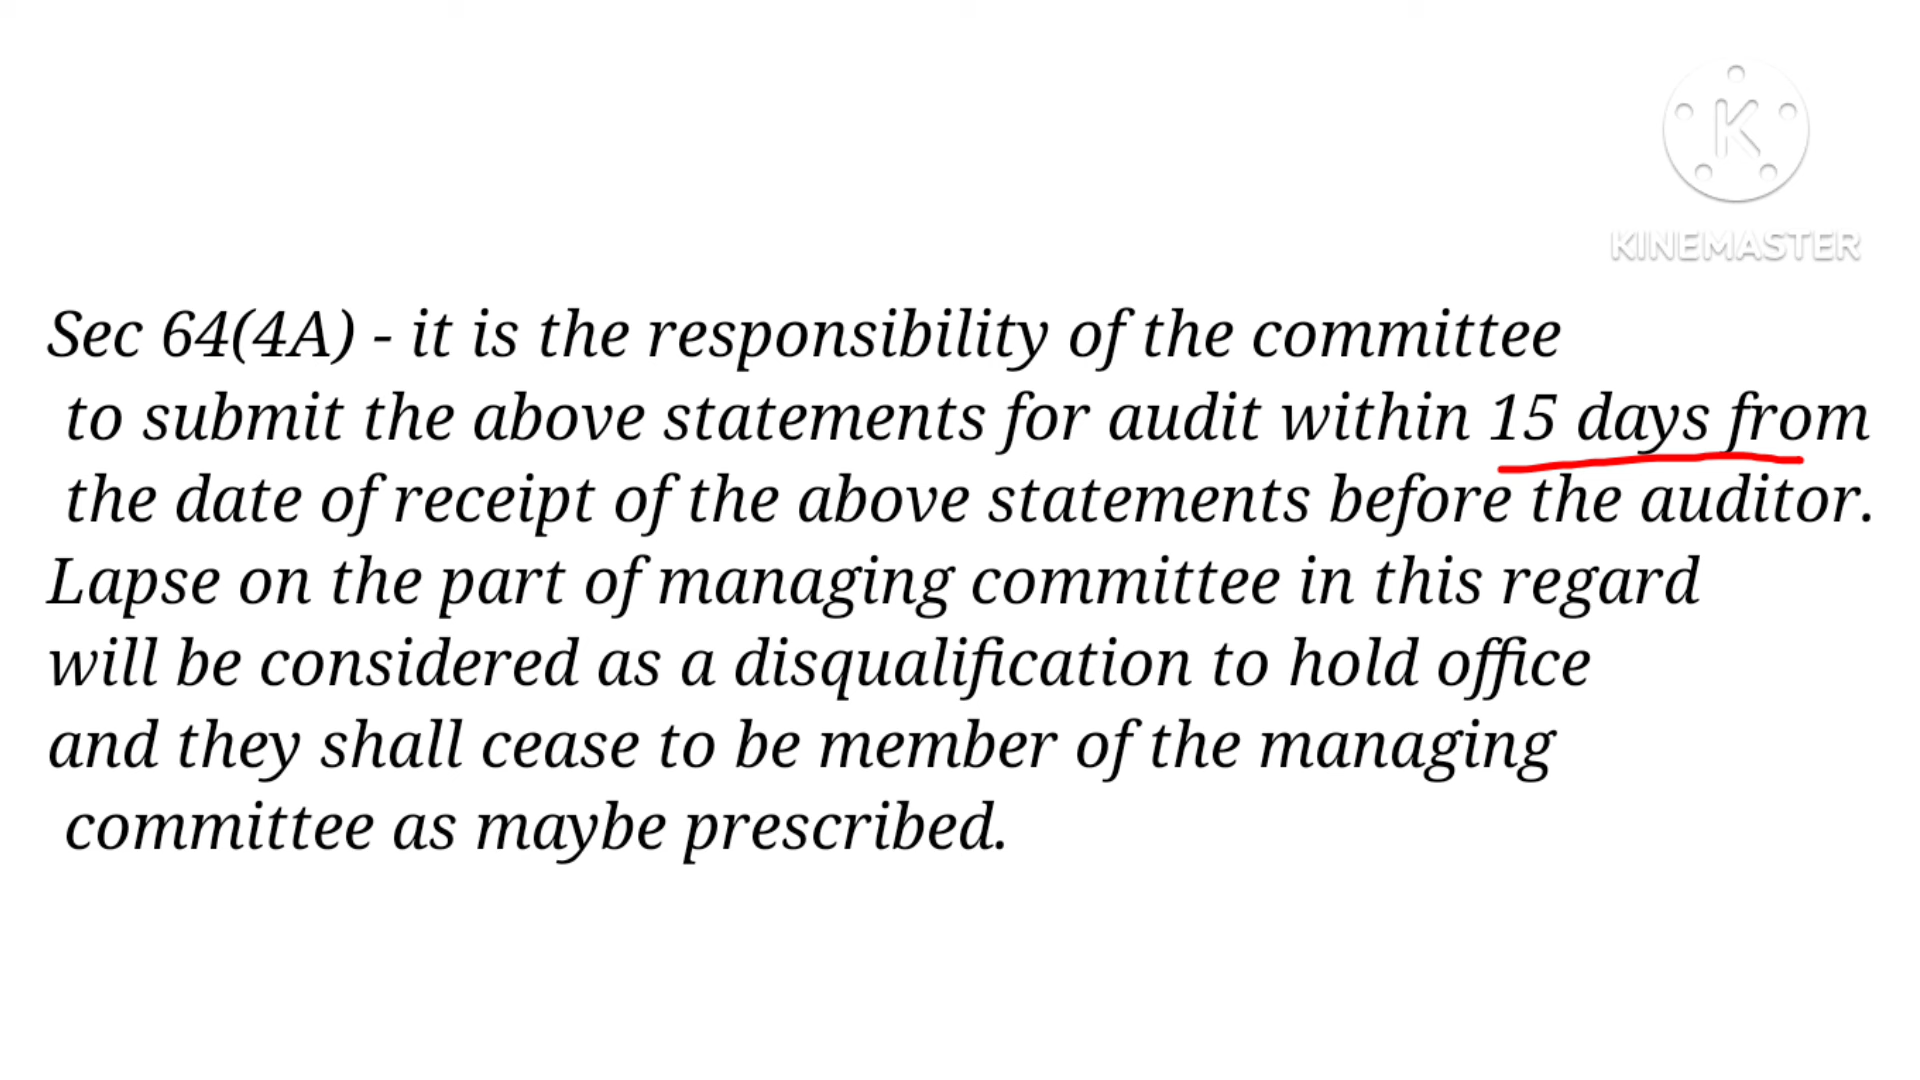 K
KINEMASTER
Sec 64(4A) - it is the responsibility of the committee
to submit the above statements for audit within 15 days from
the date of receipt of the above statements before the auditor.
Lapse on the part of managing committee in this regard
will be considered as a disqualification to hold office
and they shall cease to be member of the managing
committee as maybe prescribed.